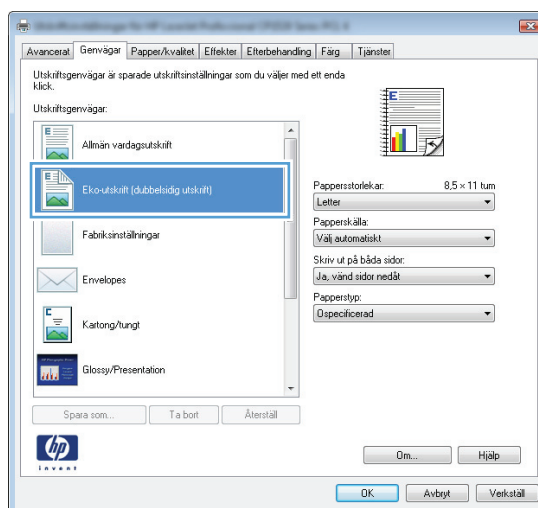 Avancerat Genvägar Papper/kvalitet Effekter Efterbehandling Färg Tjänster
Utskriftsgenvägar är sparade utskriftsinställningar som du väljer med ett enda
klick.
Utskriftsgenvägar:
Allmän vardagsutskrift
Eko-utskrift (dubbelsidig utskrift)
Fabriksinställningar
Envelopes
Kartong/tungt
Glossy/Presentation
Spara som... Ta bort Återställ
Pappersstorlekar: 8,5 × 11 tum
Letter
Papperskälla:
Välj automatiskt
Skriv ut på båda sidor:
Ja, vänd sidor nedåt
Papperstyp:
Ospecificerad
hp
invent
Om... Hjälp
OK Avbryt Verkställ